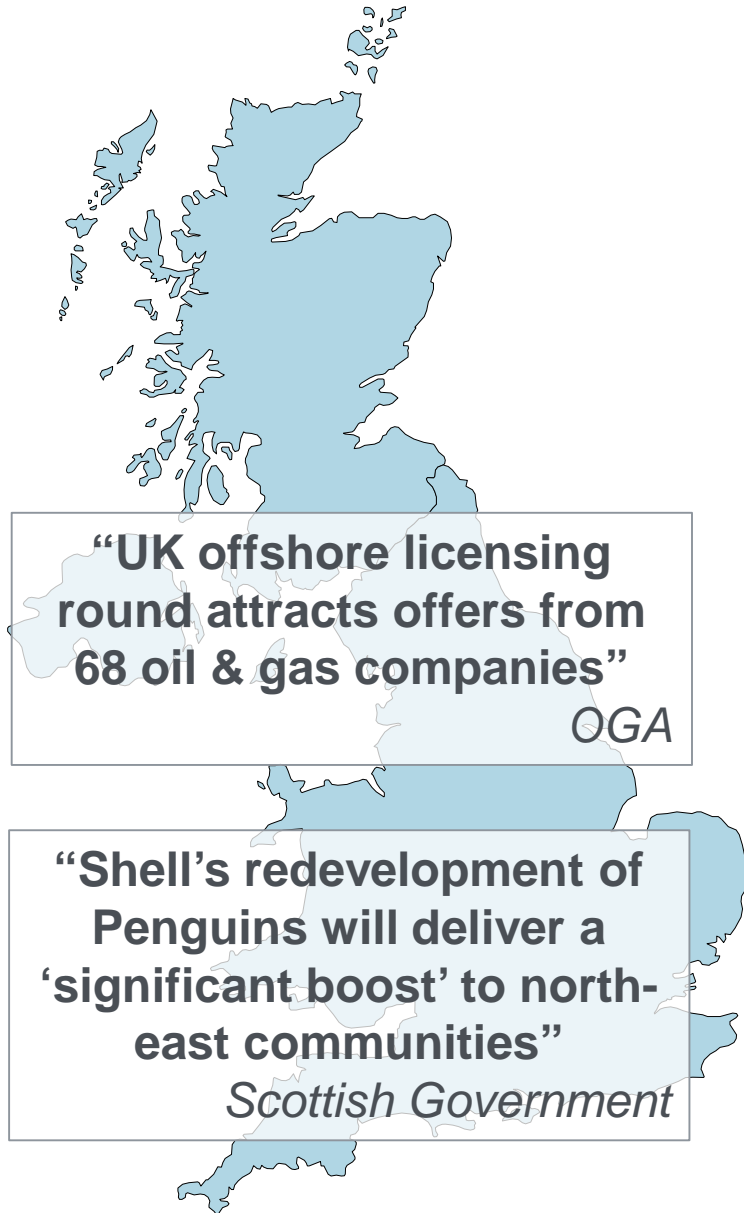 “UK offshore licensing
round attracts offers from
68 oil & gas companies”
OGA
“Shell’s redevelopment of
Penguins will deliver a
‘significant boost’ to north-
east communities”
Scottish Government